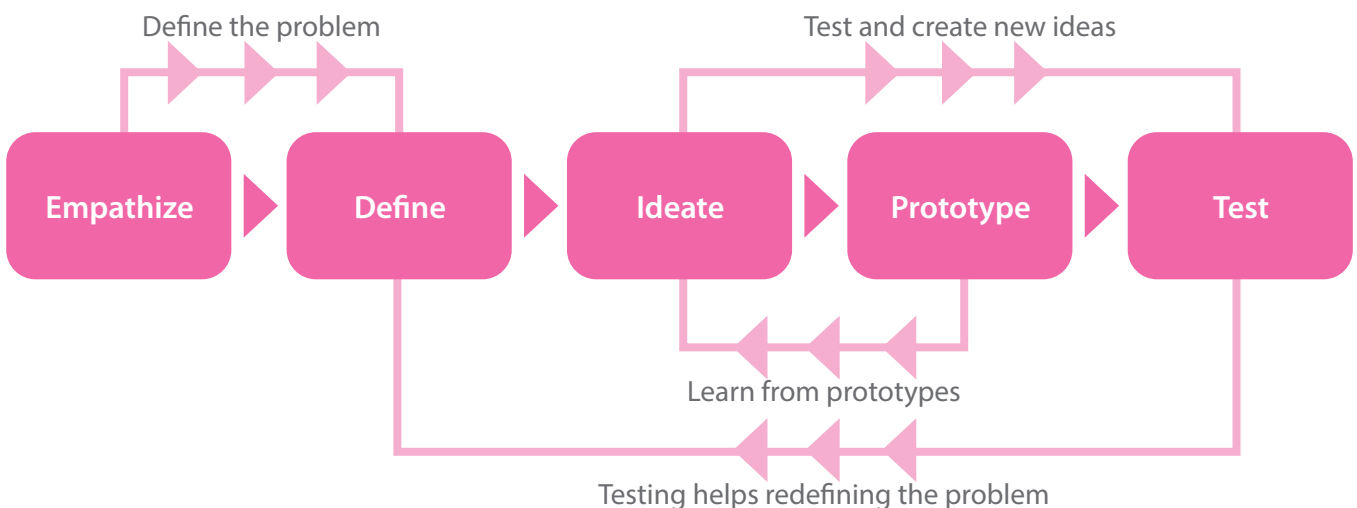 Define the problem
Test and create new ideas
Empathize
Define
Ideate
Prototype
Test
Learn from prototypes
Testing helps redefining the problem